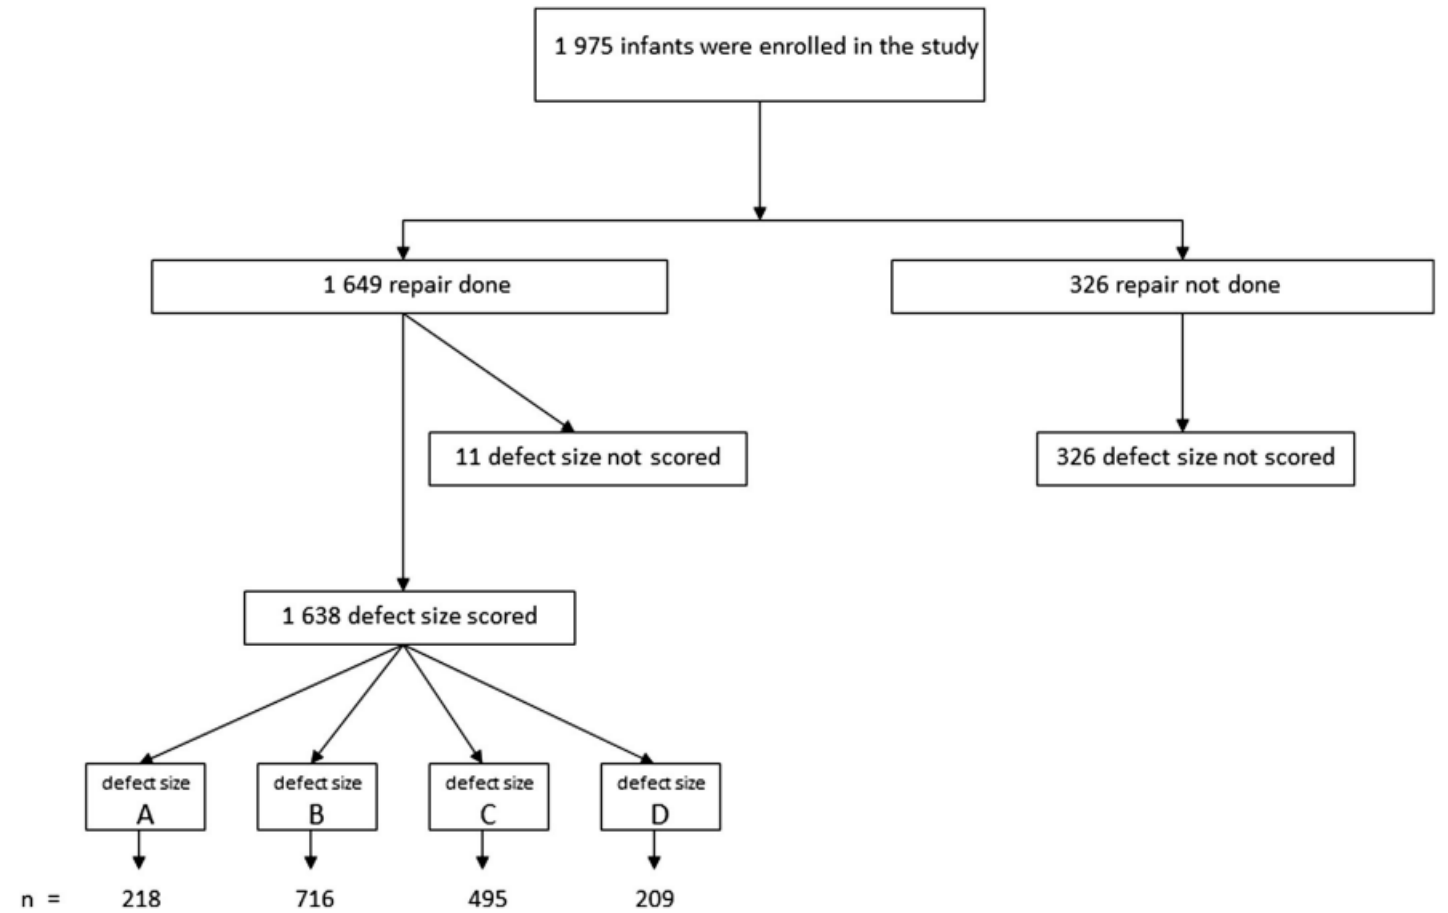 1 975 infants were enrolled in the study
1 649 repair done
326 repair not done
11 defect size not scored
326 defect size not scored
1 638 defect size scored
defect size
A
defect size
B
defect size
C
defect size
D
n = 218 716 495 209